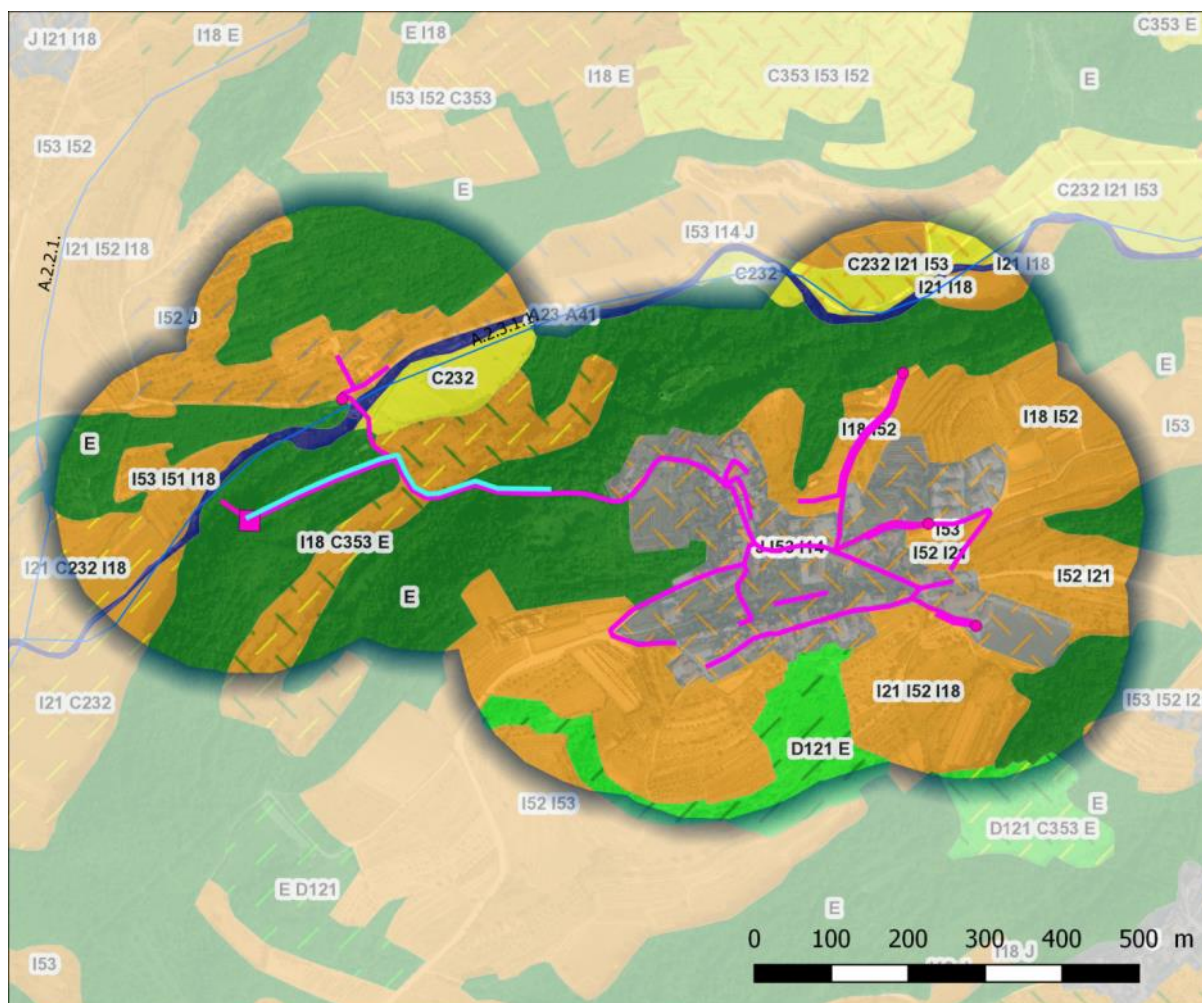 C353 E
J I21 I18
I18 E
E I18
I18 E
C353 I53 I52
E
I53 I52 C353
I53 I52
E
C232 I21 I53
A.2.2.1.
I21 I52 I18
I53 I14 J
C232
C232 I21 I53
I21 I18
I21 I18
I52 J
A23 A41
C232
E
I18 I52
I18 I52
I53
E
I53 I51 I18
I53
I18 C353 E
J I53 I14
I52 I21
I52 I21
I21 C232 I18
E
I21 C232
I21 I52 I18
I53 I52 I2
D121 E
I52 I53
E
D121 C353 E
E D121
E
0 100 200 300 400 500 m
I53
I18 J